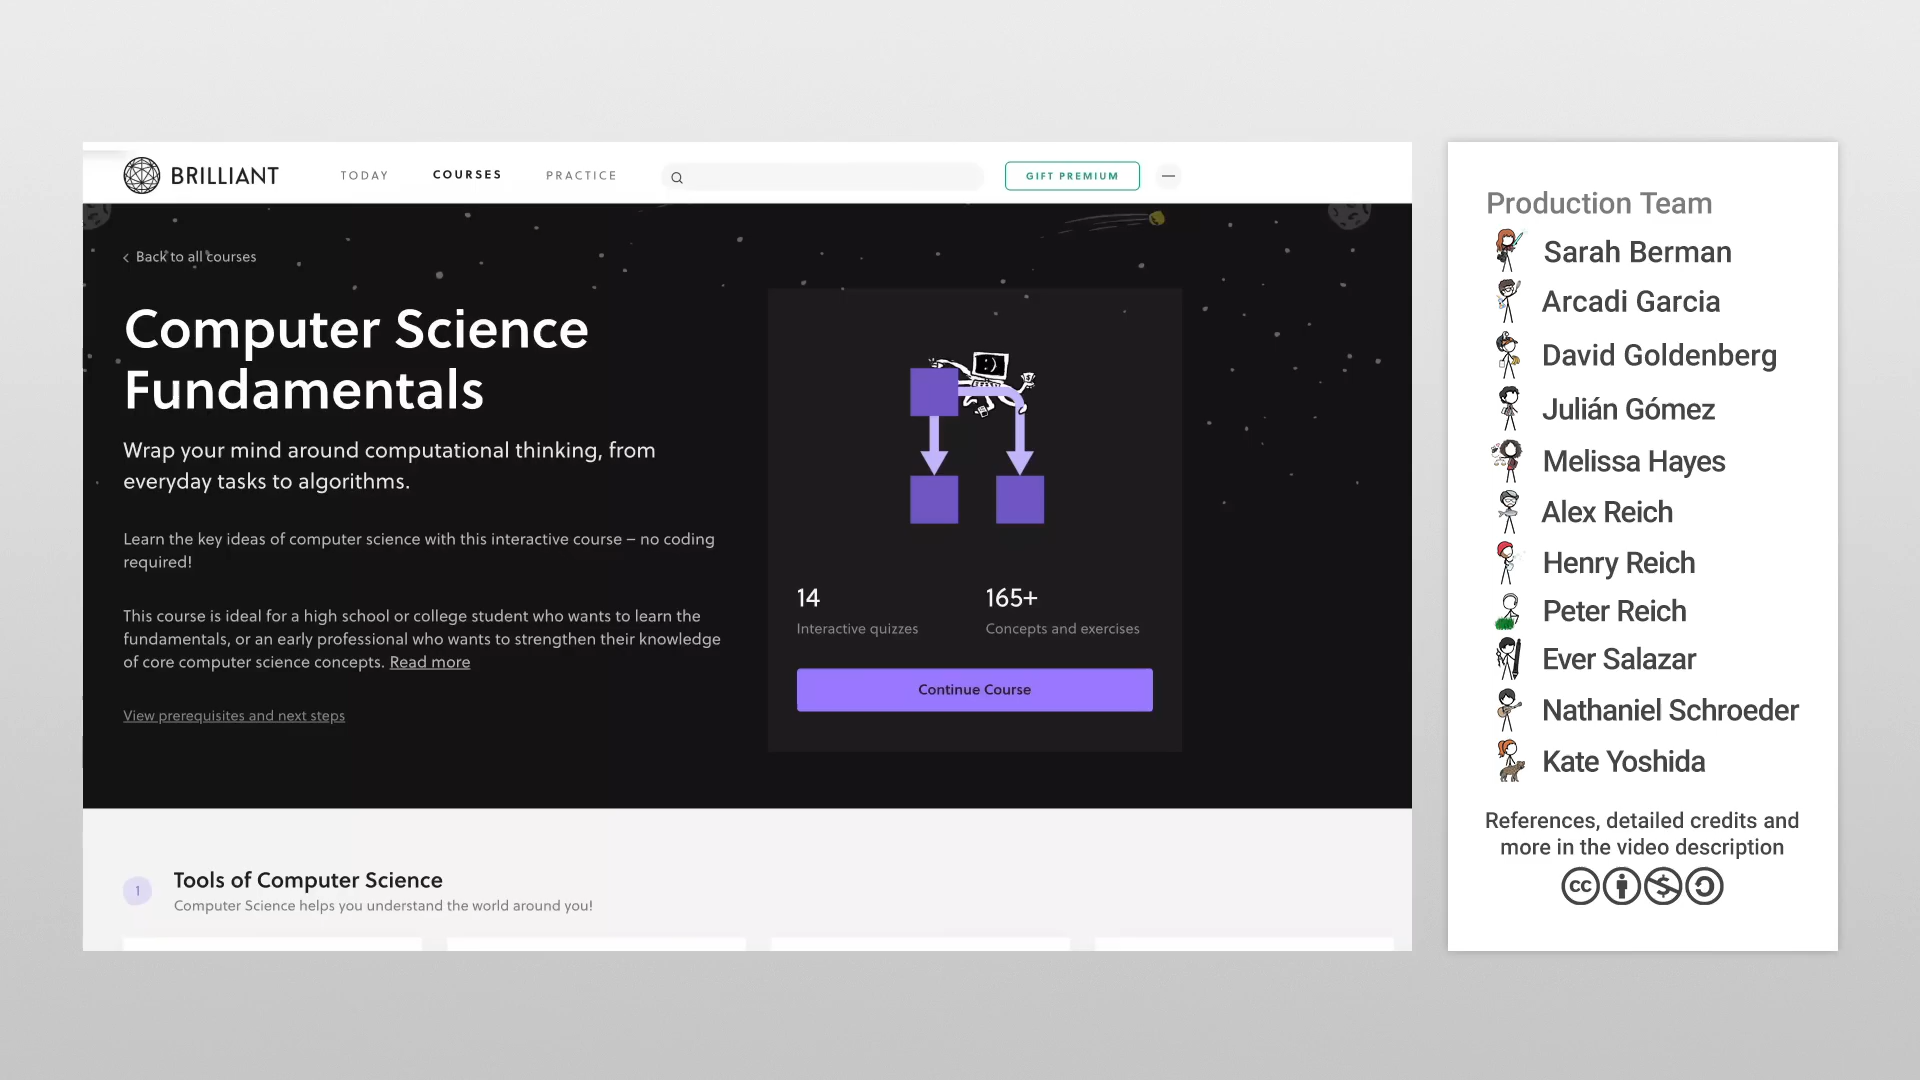 BRILLIANT
TODAY
COURSES
PRACTICE
GIFT PREMIUM
Back to all courses
Computer Science
Fundamentals
Wrap your mind around computational thinking, from
everyday tasks to algorithms.
Learn the key ideas of computer science with this interactive course – no coding
required!
This course is ideal for a high school or college student who wants to learn the
fundamentals, or an early professional who wants to strengthen their knowledge
of core computer science concepts. Read more
View prerequisites and next steps
14
Interactive quizzes
165+
Concepts and exercises
Continue Course
1
Tools of Computer Science
Computer Science helps you understand the world around you!
Production Team
Sarah Berman
Arcadi Garcia
David Goldenberg
Julián Gómez
Melissa Hayes
Alex Reich
Henry Reich
Peter Reich
Ever Salazar
Nathaniel Schroeder
Kate Yoshida
References, detailed credits and
more in the video description
cc